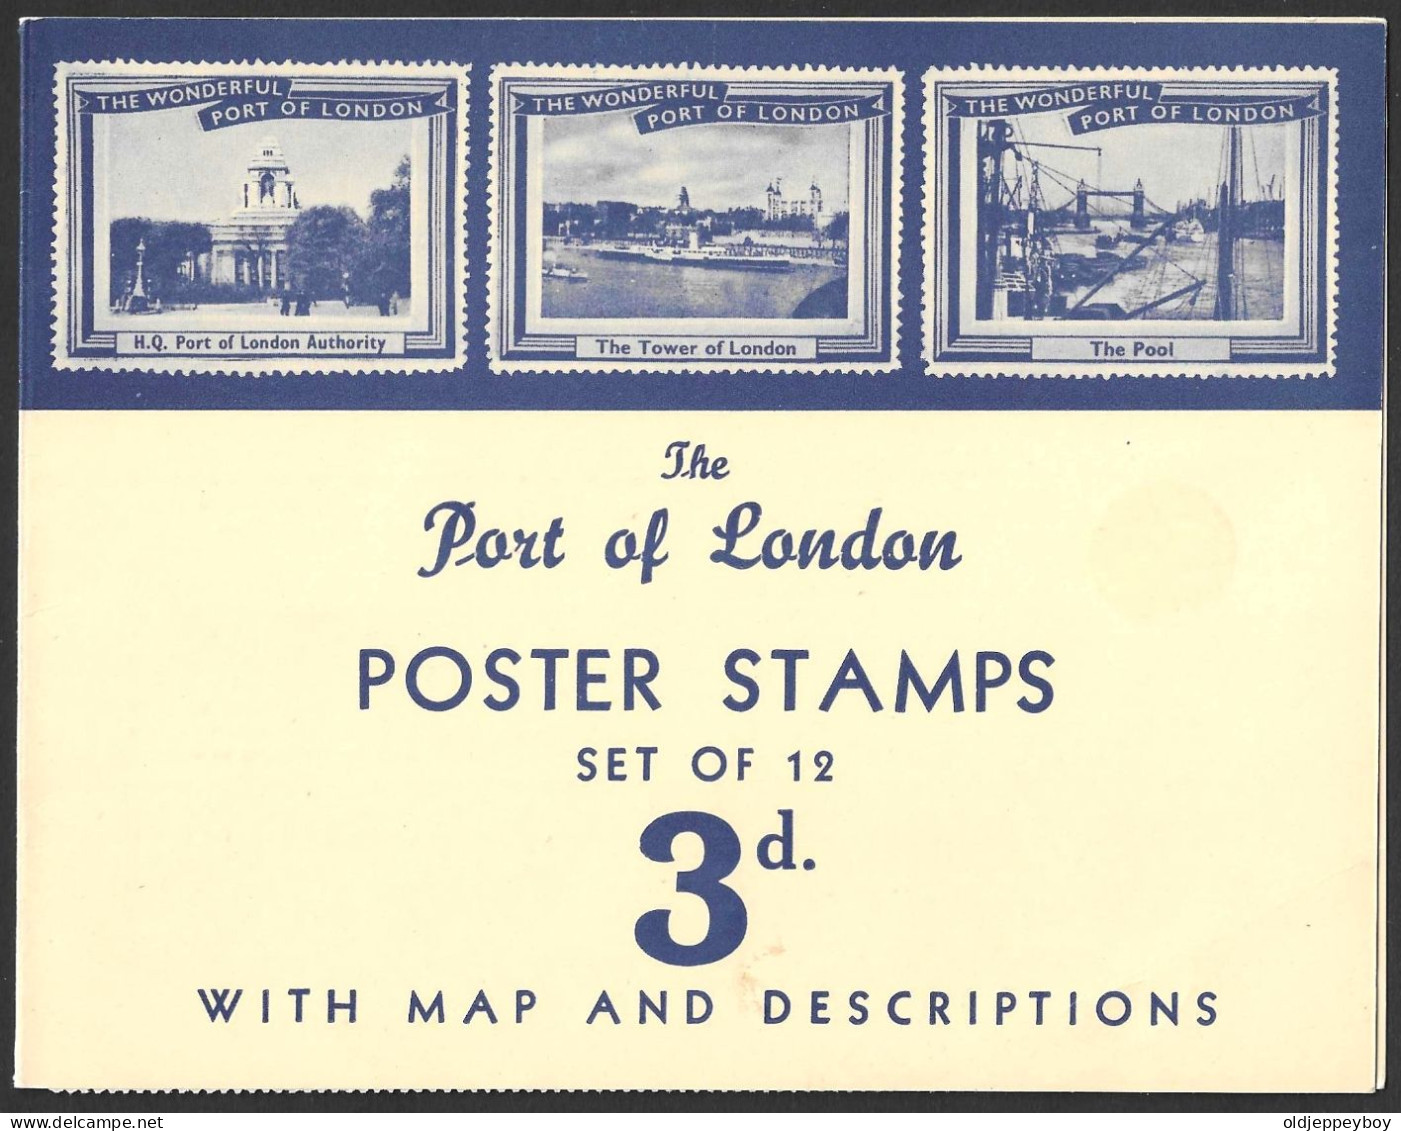 THE WONDERFUL
PORT OF LONDON
H.Q. Port of London Authority
THE WONDERFUL
PORT OF LONDON
The Tower of London
THE WONDERFUL
PORT OF LONDON
The Pool
The
Port of London
POSTER STAMPS
SET OF 12
3d.
WITH MAP AND DESCRIPTIONS
oldjeppeyboy